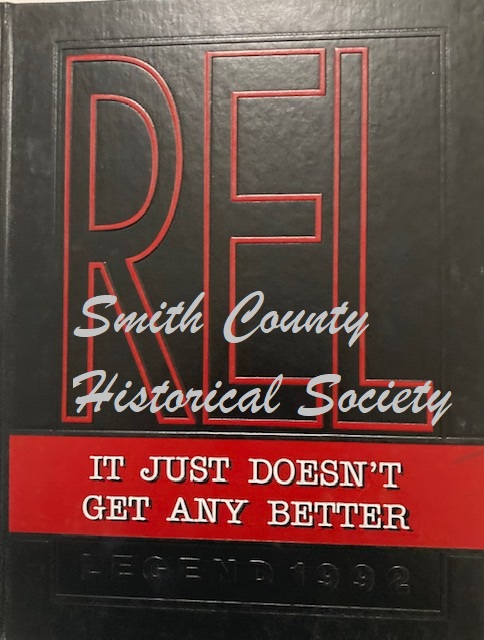 REL
Smith County
Historical Society
IT JUST DOESN'T
GET ANY BETTER
LEGEND 1992